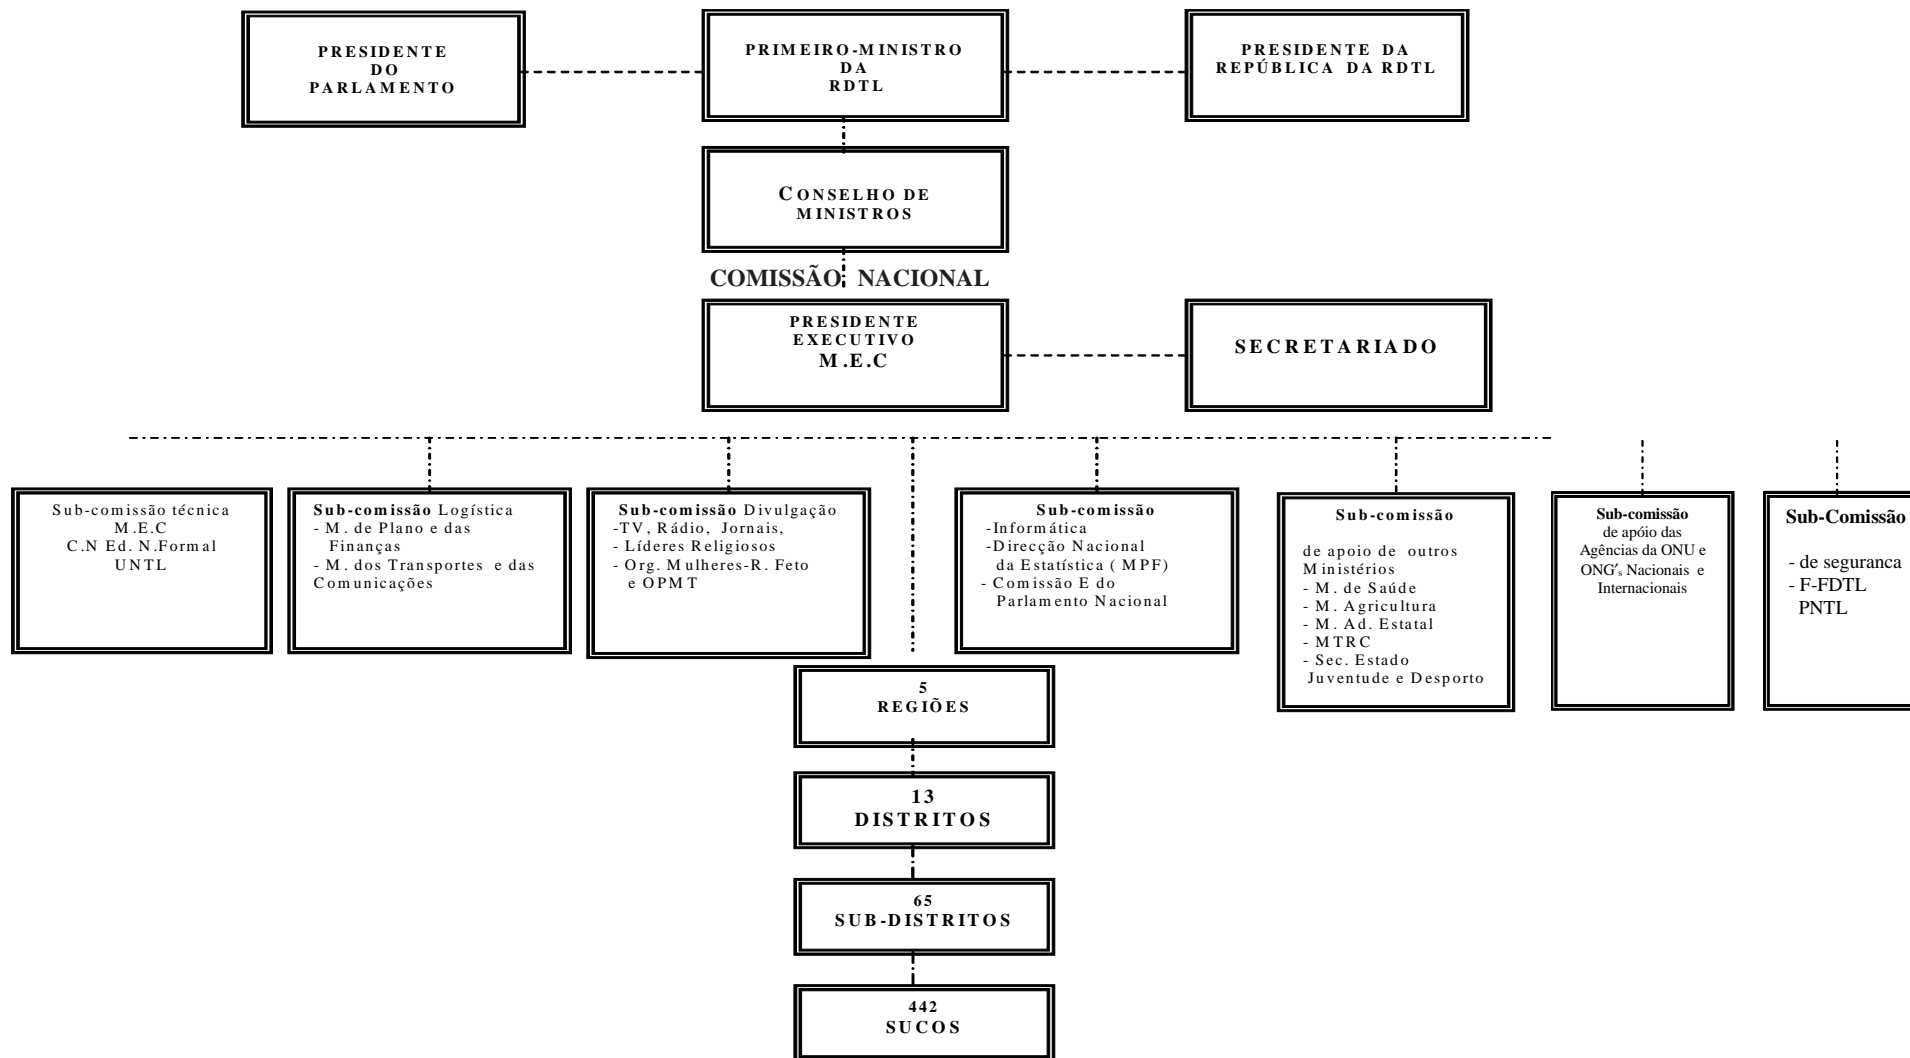 PRESIDENTE
DO
PARLAMENTO
PRIMEIRO-MINISTRO
DA
RDTL
PRESIDENTE DA
REPÚBLICA DA RDTL
CONSELHO DE
MINISTROS
COMISSÃO NACIONAL
PRESIDENTE
EXECUTIVO
M.E.C
SECRETARIADO
Sub-comissão técnica
M.E.C
C.N Ed. N.Formal
UNTL
Sub-comissão Logística
- M. de Plano e das
Finanças
- M. dos Transportes e das
Comunicações
Sub-comissão Divulgação
-TV, Rádio, Jornais,
- Líderes Religiosos
- Org. Mulheres-R. Feto
e OPMT
Sub-comissão
-Informática
-Direcção Nacional
da Estatística ( MPF)
- Comissão E do
Parlamento Nacional
Sub-comissão
de apoio de outros
Ministérios
- M. de Saúde
- M. Agricultura
- M. Ad. Estatal
- MTRC
- Sec. Estado
Juventude e Desporto
Sub-comissão
de apóio das
Agências da ONU e
ONG's Nacionais e
Internacionais
Sub-Comissão
- de seguranca
- F-FDTL
PNTL
5
REGIÕES
13
DISTRITOS
65
SUB-DISTRITOS
442
SUCOS